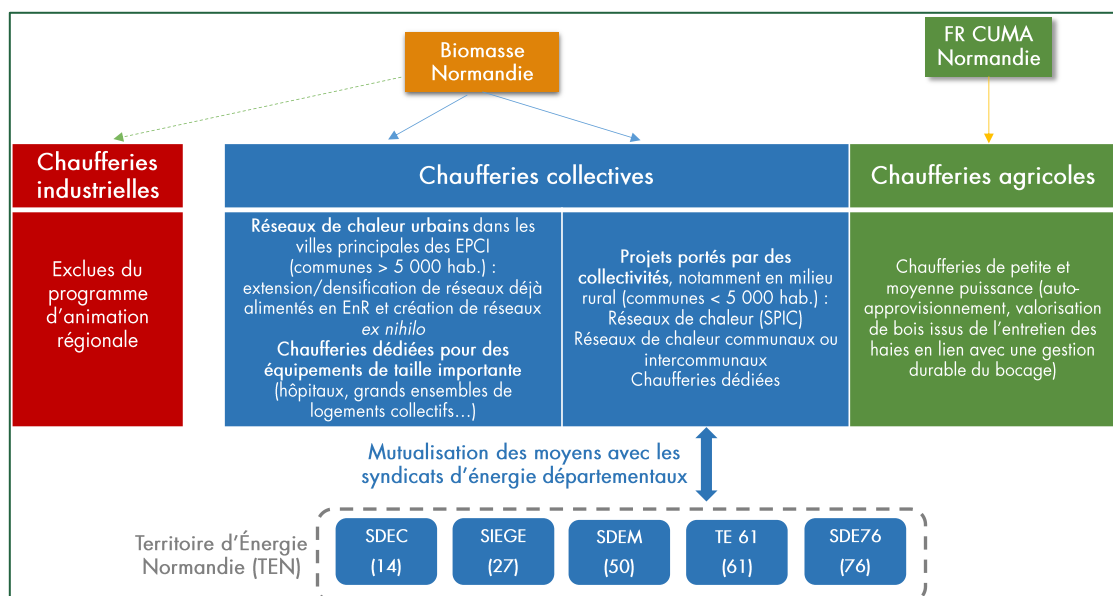 Biomasse
Normandie
FR CUMA
Normandie
Chaufferies
industrielles
Chaufferies collectives
Chaufferies agricoles
Exclues du
programme
d’animation
régionale
Réseaux de chaleur urbains dans les
villes principales des EPCI
(communes > 5 000 hab.) :
extension/densification de réseaux déjà
alimentés en EnR et création de réseaux
ex nihilo
Chaufferies dédiées pour des
équipements de taille importante
(hôpitaux, grands ensembles de
logements collectifs…)
Projets portés par des
collectivités, notamment en milieu
rural (communes < 5 000 hab.) :
Réseaux de chaleur (SPIC)
Réseaux de chaleur communaux ou
intercommunaux
Chaufferies dédiées
Chaufferies de petite et
moyenne puissance (auto-
approvisionnement, valorisation
de bois issus de l’entretien des
haies en lien avec une gestion
durable du bocage)
Mutualisation des moyens avec les
syndicats d’énergie départementaux
Territoire d’Énergie
Normandie (TEN)
SDEC
(14)
SIEGE
(27)
SDEM
(50)
TE 61
(61)
SDE76
(76)